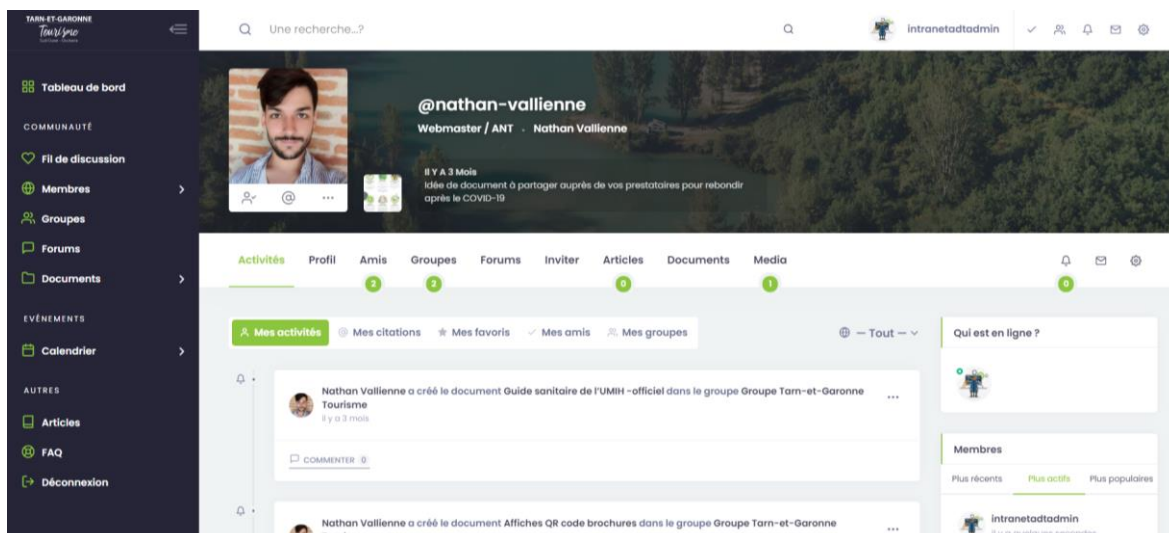 TARN-ET-GARONNE
Tourisme
Une recherche...?
intranetadtadmin
Tableau de bord
COMMUNAUTÉ
Fil de discussion
Membres
Groupes
Forums
Documents
EVÉNEMENTS
Calendrier
AUTRES
Articles
FAQ
Déconnexion
@nathan-vallienne
Webmaster / ANT . Nathan Vallienne
Il Y A 3 Mois
Idée de document à partager auprès de vos prestataires pour rebondir
après le COVID-19
Activités Profil Amis Groupes Forums Inviter Articles Documents Media
2 2 0 1 0
Mes activités Mes citations Mes favoris Mes amis Mes groupes
— Tout —
Nathan Vallienne a créé le document Guide sanitaire de l'UMIH -officiel dans le groupe Groupe Tarn-et-Garonne
Tourisme
il y a 3 mois
COMMENTER 0
Nathan Vallienne a créé le document Affiches QR code brochures dans le groupe Groupe Tarn-et-Garonne
Qui est en ligne ?
Membres
Plus récents Plus actifs Plus populaires
intranetadtadmin